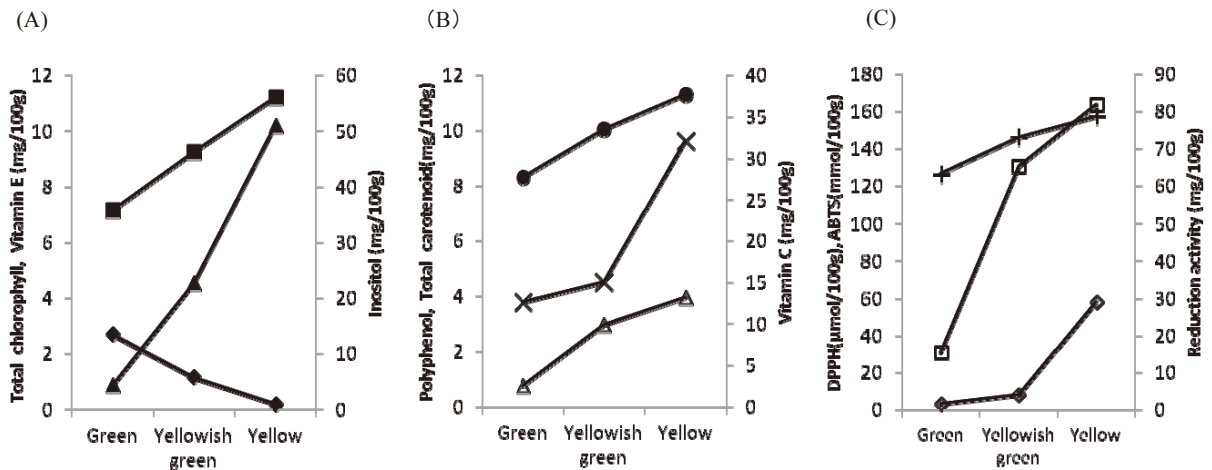 (A)
Total chlorophyll, Vitamin E (mg/100g)
12
10
8
6
4
2
0
60
50
40
30
20
10
0
Inositol (mg/100g)
Green
Yellowish
green
Yellow
(B)
Polyphenol, Total carotenoid(mg/100g)
12
10
8
6
4
2
0
40
35
30
25
20
15
10
5
0
Vitamin C (mg/100g)
Green
Yellowish
green
Yellow
(C)
DPPH(μmol/100g), ABTS(mmol/100g)
180
160
140
120
100
80
60
40
20
0
90
80
70
60
50
40
30
20
10
0
Reduction activity (mg/100g)
Green
Yellowish
green
Yellow